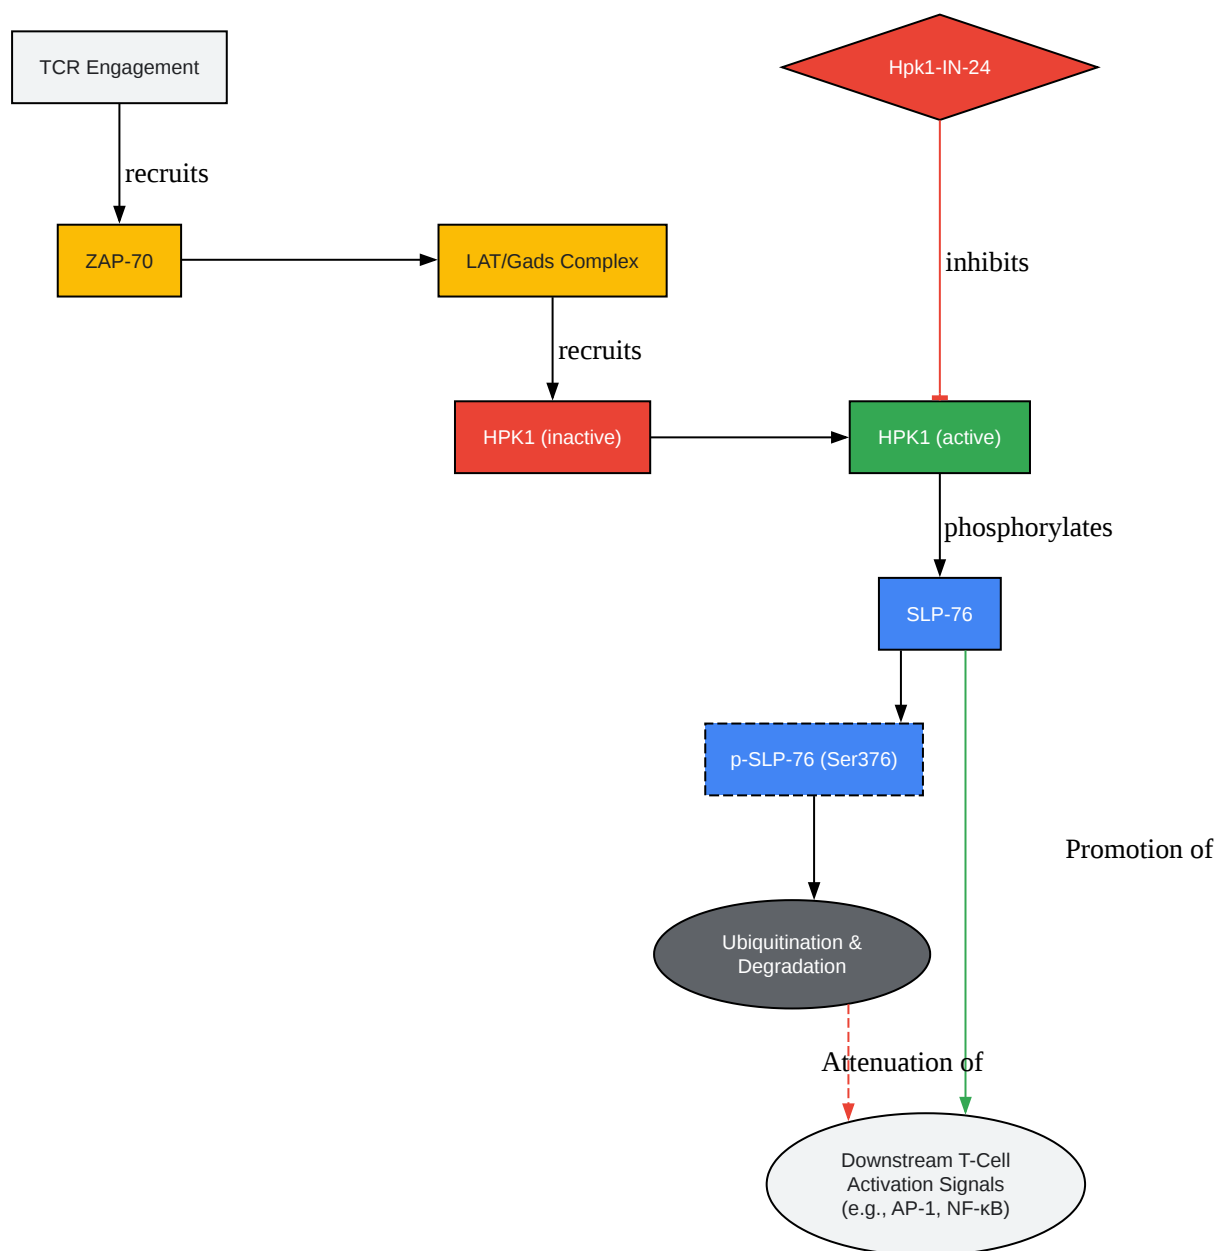 TCR Engagement
Hpk1-IN-24
recruits
ZAP-70
LAT/Gads Complex
inhibits
recruits
HPK1 (inactive)
HPK1 (active)
phosphorylates
SLP-76
p-SLP-76 (Ser376)
Promotion of
Ubiquitination &
Degradation
Attenuation of
Downstream T-Cell
Activation Signals
(e.g., AP-1, NF-κB)